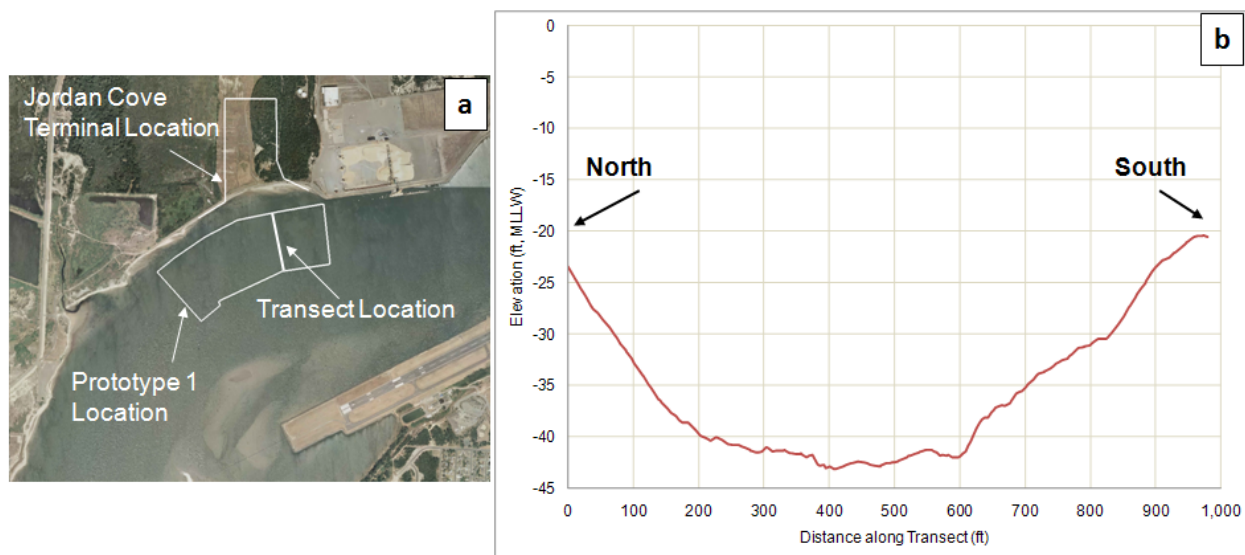 a
Jordan Cove
Terminal Location
Transect Location
Prototype 1
Location
b
0
-5
-10
-15
-20
-25
-30
-35
-40
-45
Elevation (ft, MLLW)
North
South
0 100 200 300 400 500 600 700 800 900 1,000
Distance along Transect (ft)